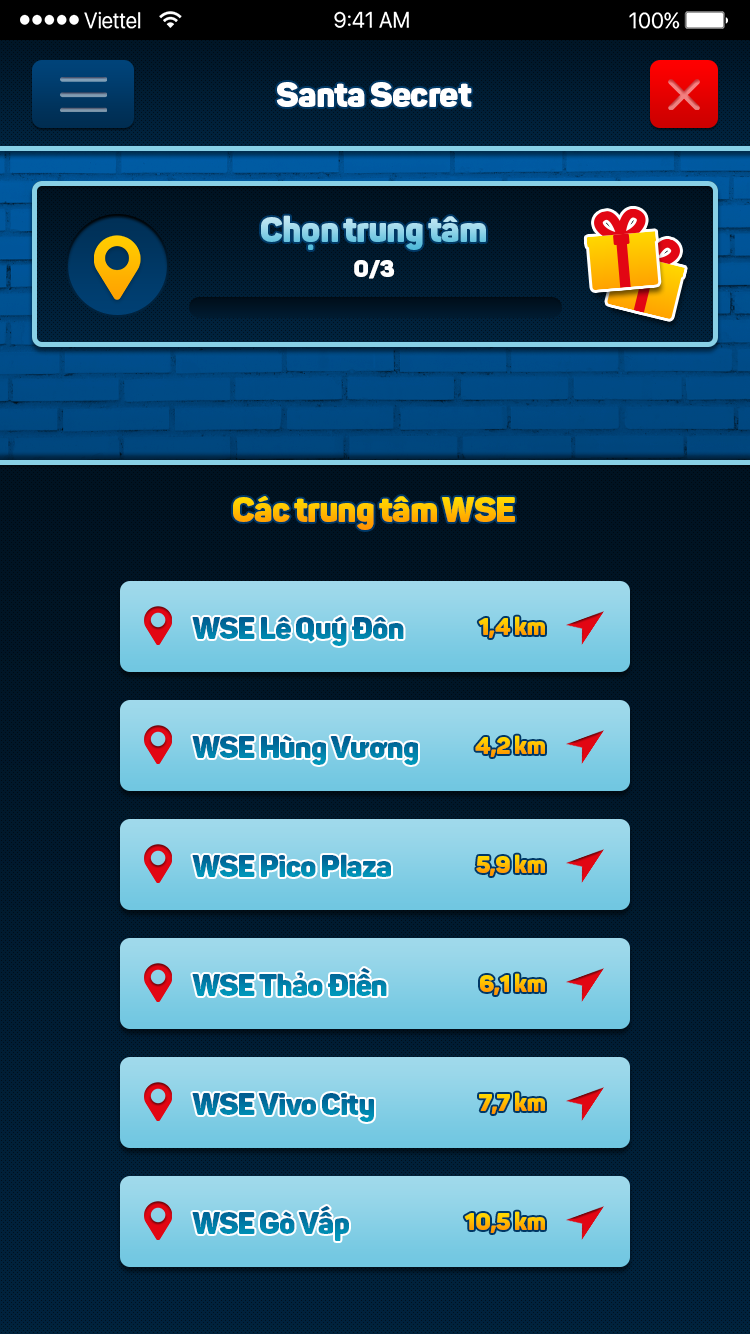 Viettel 9:41 AM 100%
Santa Secret
Chọn trung tâm
0/3
Các trung tâm WSE
WSE Lê Quý Đôn 1,4 km
WSE Hùng Vương 4,2 km
WSE Pico Plaza 5,9 km
WSE Thảo Điền 6,1 km
WSE Vivo City 7,7 km
WSE Gò Vấp 10,5 km